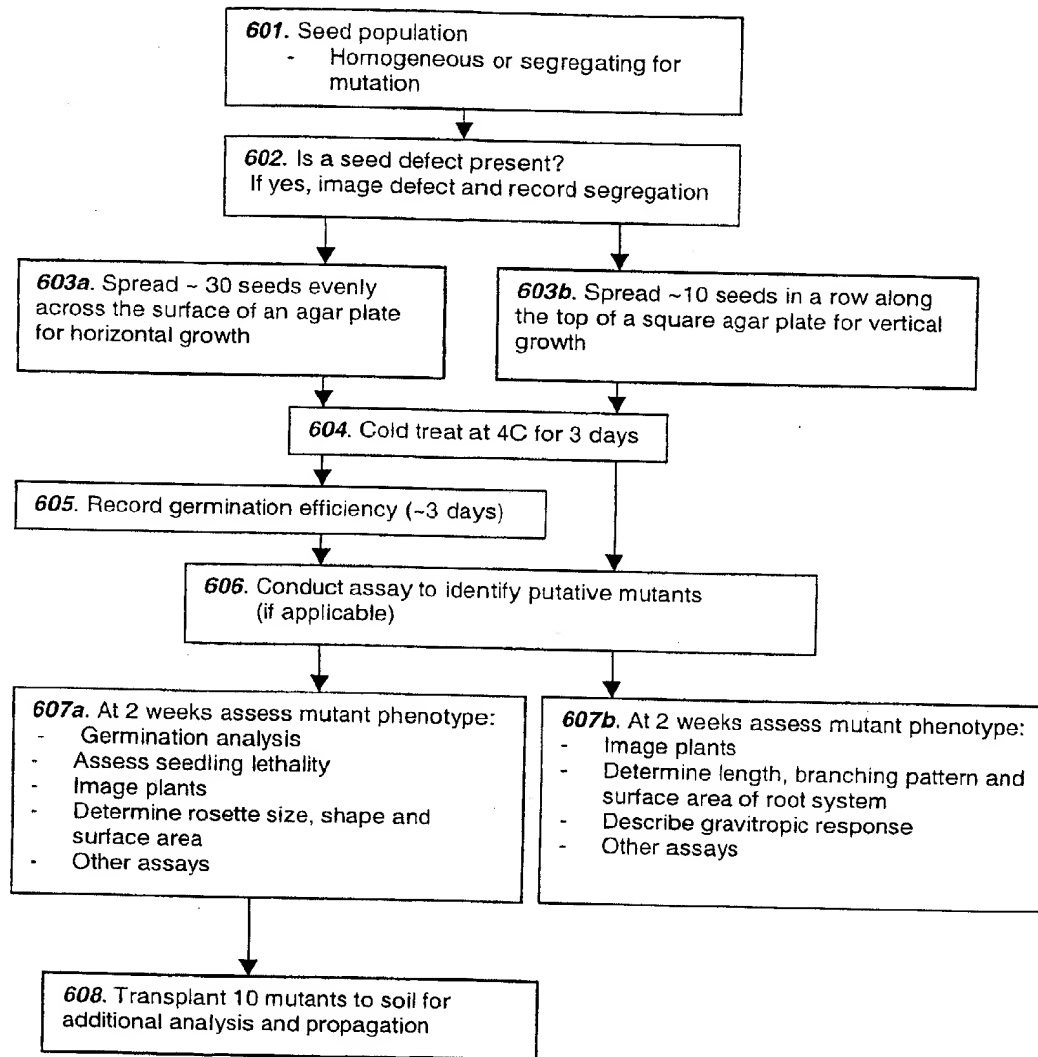 601. Seed population
- Homogeneous or segregating for
mutation
602. Is a seed defect present?
If yes, image defect and record segregation
603a. Spread ~ 30 seeds evenly
across the surface of an agar plate
for horizontal growth
603b. Spread ~10 seeds in a row along
the top of a square agar plate for vertical
growth
604. Cold treat at 4C for 3 days
605. Record germination efficiency (~3 days)
606. Conduct assay to identify putative mutants
(if applicable)
607a. At 2 weeks assess mutant phenotype:
- Germination analysis
- Assess seedling lethality
- Image plants
- Determine rosette size, shape and
surface area
- Other assays
607b. At 2 weeks assess mutant phenotype:
- Image plants
- Determine length, branching pattern and
surface area of root system
- Describe gravitropic response
- Other assays
608. Transplant 10 mutants to soil for
additional analysis and propagation